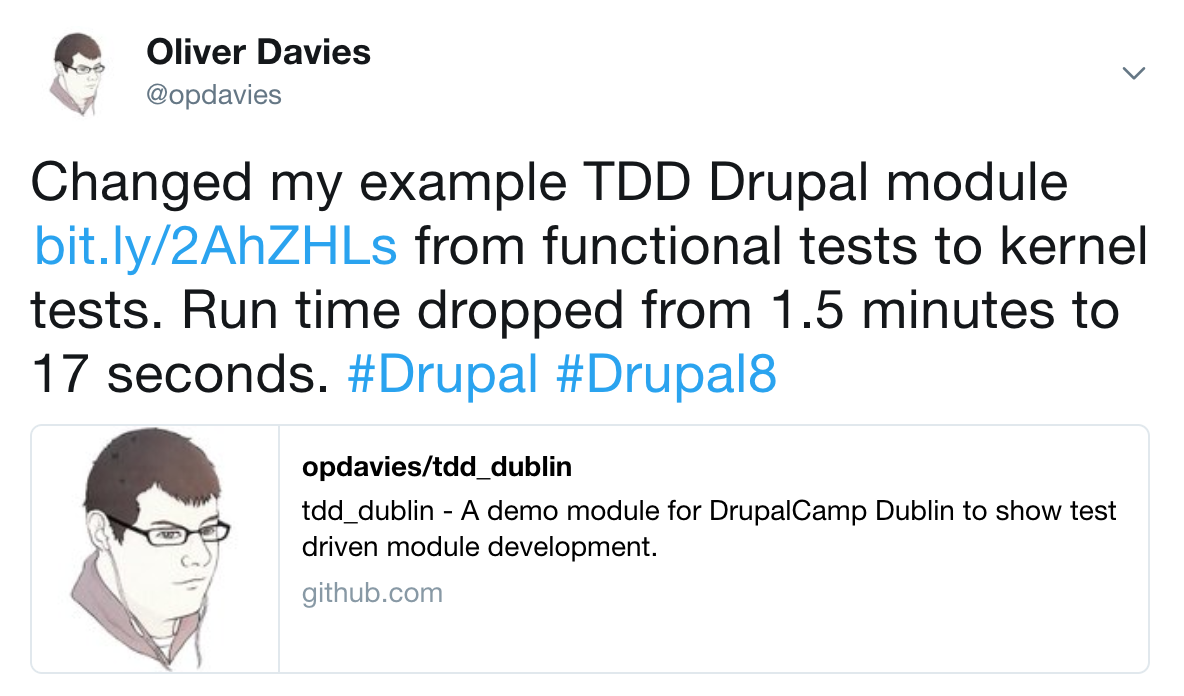 Oliver Davies
@opdavies
Changed my example TDD Drupal module
bit.ly/2AhZHLs from functional tests to kernel
tests. Run time dropped from 1.5 minutes to
17 seconds. #Drupal #Drupal8
opdavies/tdd_dublin
tdd_dublin - A demo module for DrupalCamp Dublin to show test
driven module development.
github.com